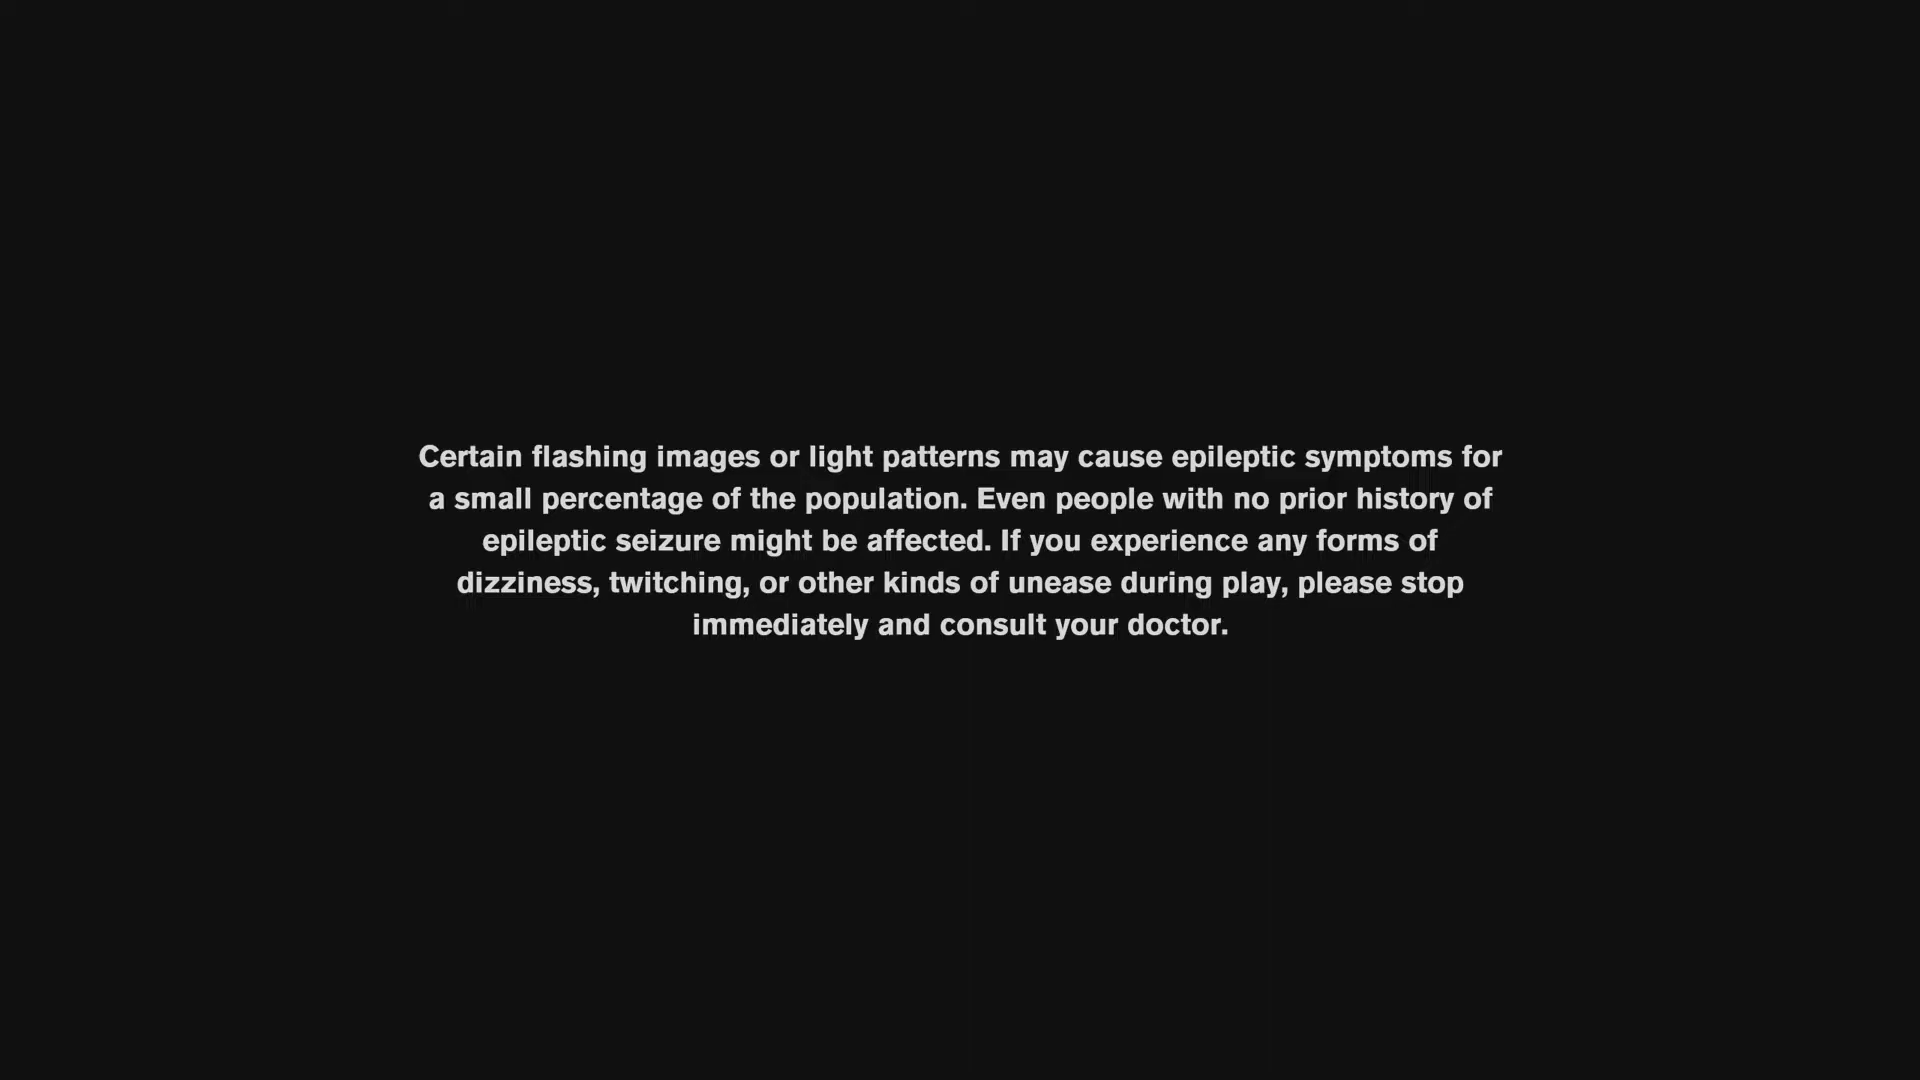 Certain flashing images or light patterns may cause epileptic symptoms for
a small percentage of the population. Even people with no prior history of
epileptic seizure might be affected. If you experience any forms of
dizziness, twitching, or other kinds of unease during play, please stop
immediately and consult your doctor.